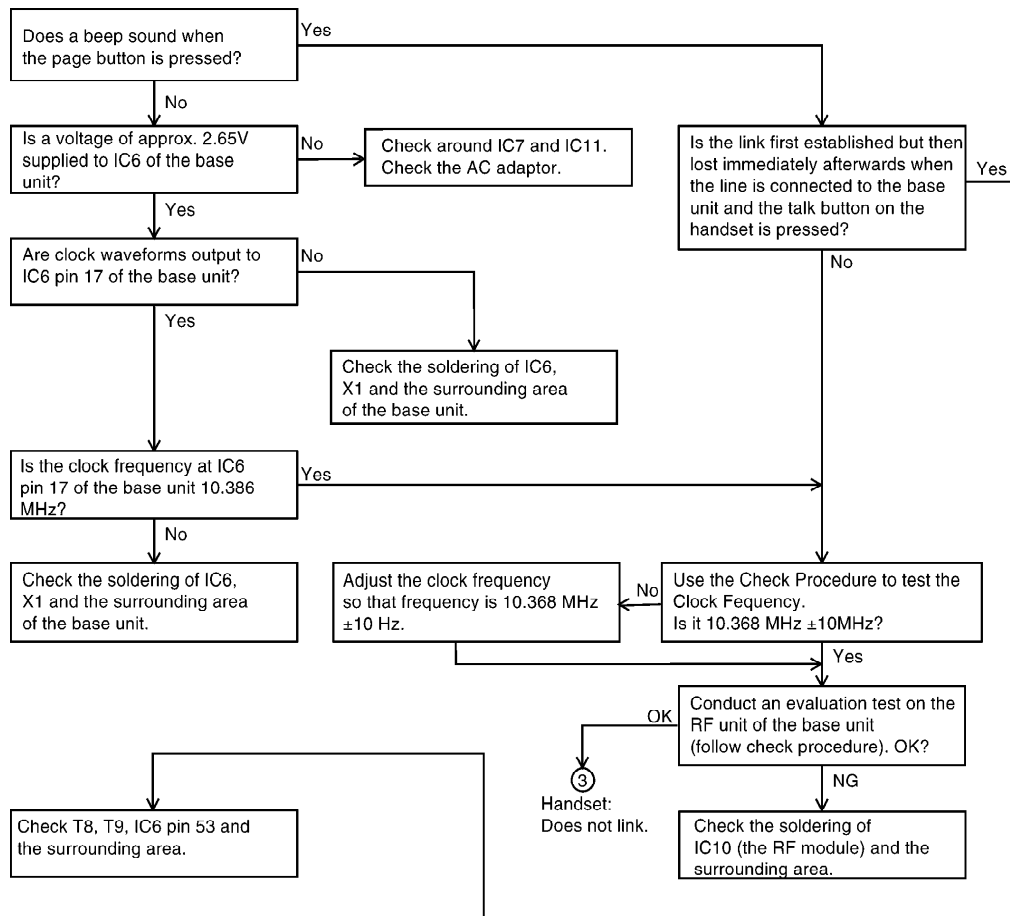 Does a beep sound when
the page button is pressed?
Yes
No
Is a voltage of approx. 2.65V
supplied to IC6 of the base
unit?
No
Check around IC7 and IC11.
Check the AC adaptor.
Is the link first established but then
lost immediately afterwards when
the line is connected to the base
unit and the talk button on the
handset is pressed?
Yes
Yes
No
Are clock waveforms output to
IC6 pin 17 of the base unit?
No
Yes
Check the soldering of IC6,
X1 and the surrounding area
of the base unit.
Is the clock frequency at IC6
pin 17 of the base unit 10.386
MHz?
Yes
No
Check the soldering of IC6,
X1 and the surrounding area
of the base unit.
Adjust the clock frequency
so that frequency is 10.368 MHz
±10 Hz.
No
Use the Check Procedure to test the
Clock Fequency.
Is it 10.368 MHz ±10MHz?
Yes
Conduct an evaluation test on the
RF unit of the base unit
(follow check procedure). OK?
OK
3
Handset:
Does not link.
NG
Check the soldering of
IC10 (the RF module) and the
surrounding area.
Check T8, T9, IC6 pin 53 and
the surrounding area.